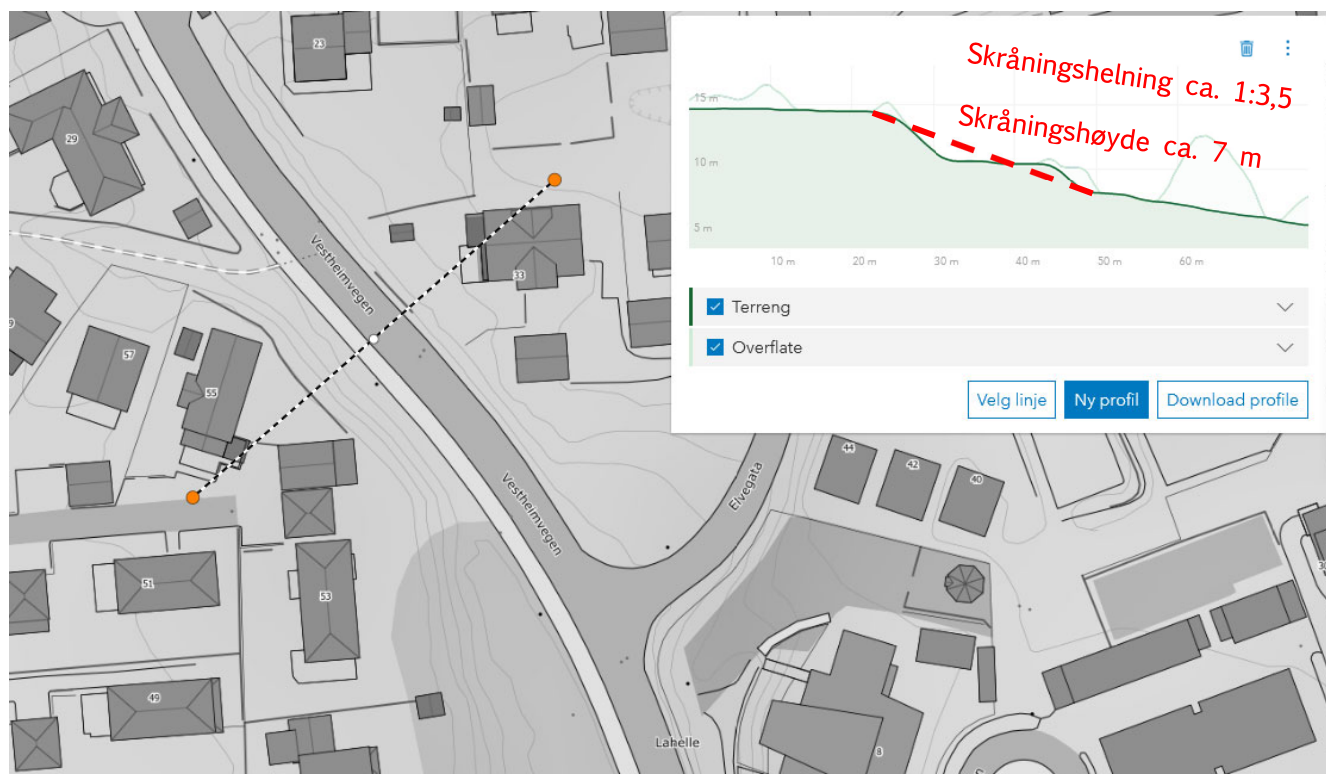 Skråningshelning ca. 1:3,5
Skråningshøyde ca. 7 m
15 m
10 m
5 m
10 m
20 m
30 m
40 m
50 m
60 m
Terreng
Overflate
Velg linje
Ny profil
Download profile
23
29
Vestheimvegen
33
57
55
44
42
40
Elvegata
Vestheimvegen
51
53
49
Lahelle
8